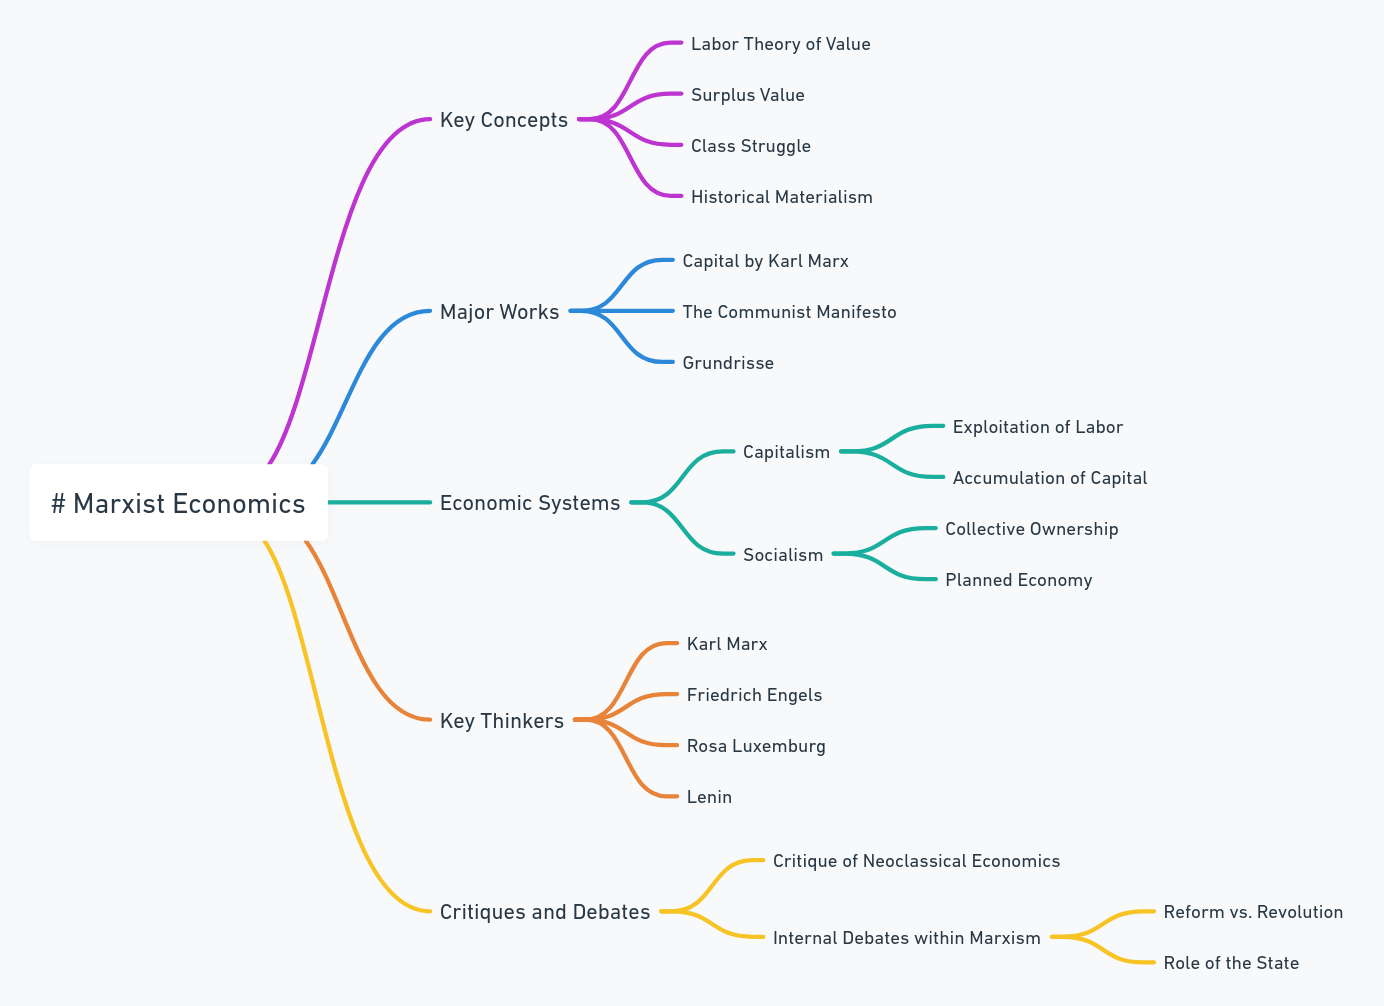 # Marxist Economics
Key Concepts
Labor Theory of Value
Surplus Value
Class Struggle
Historical Materialism
Major Works
Capital by Karl Marx
The Communist Manifesto
Grundrisse
Economic Systems
Capitalism
Exploitation of Labor
Accumulation of Capital
Socialism
Collective Ownership
Planned Economy
Key Thinkers
Karl Marx
Friedrich Engels
Rosa Luxemburg
Lenin
Critiques and Debates
Critique of Neoclassical Economics
Internal Debates within Marxism
Reform vs. Revolution
Role of the State